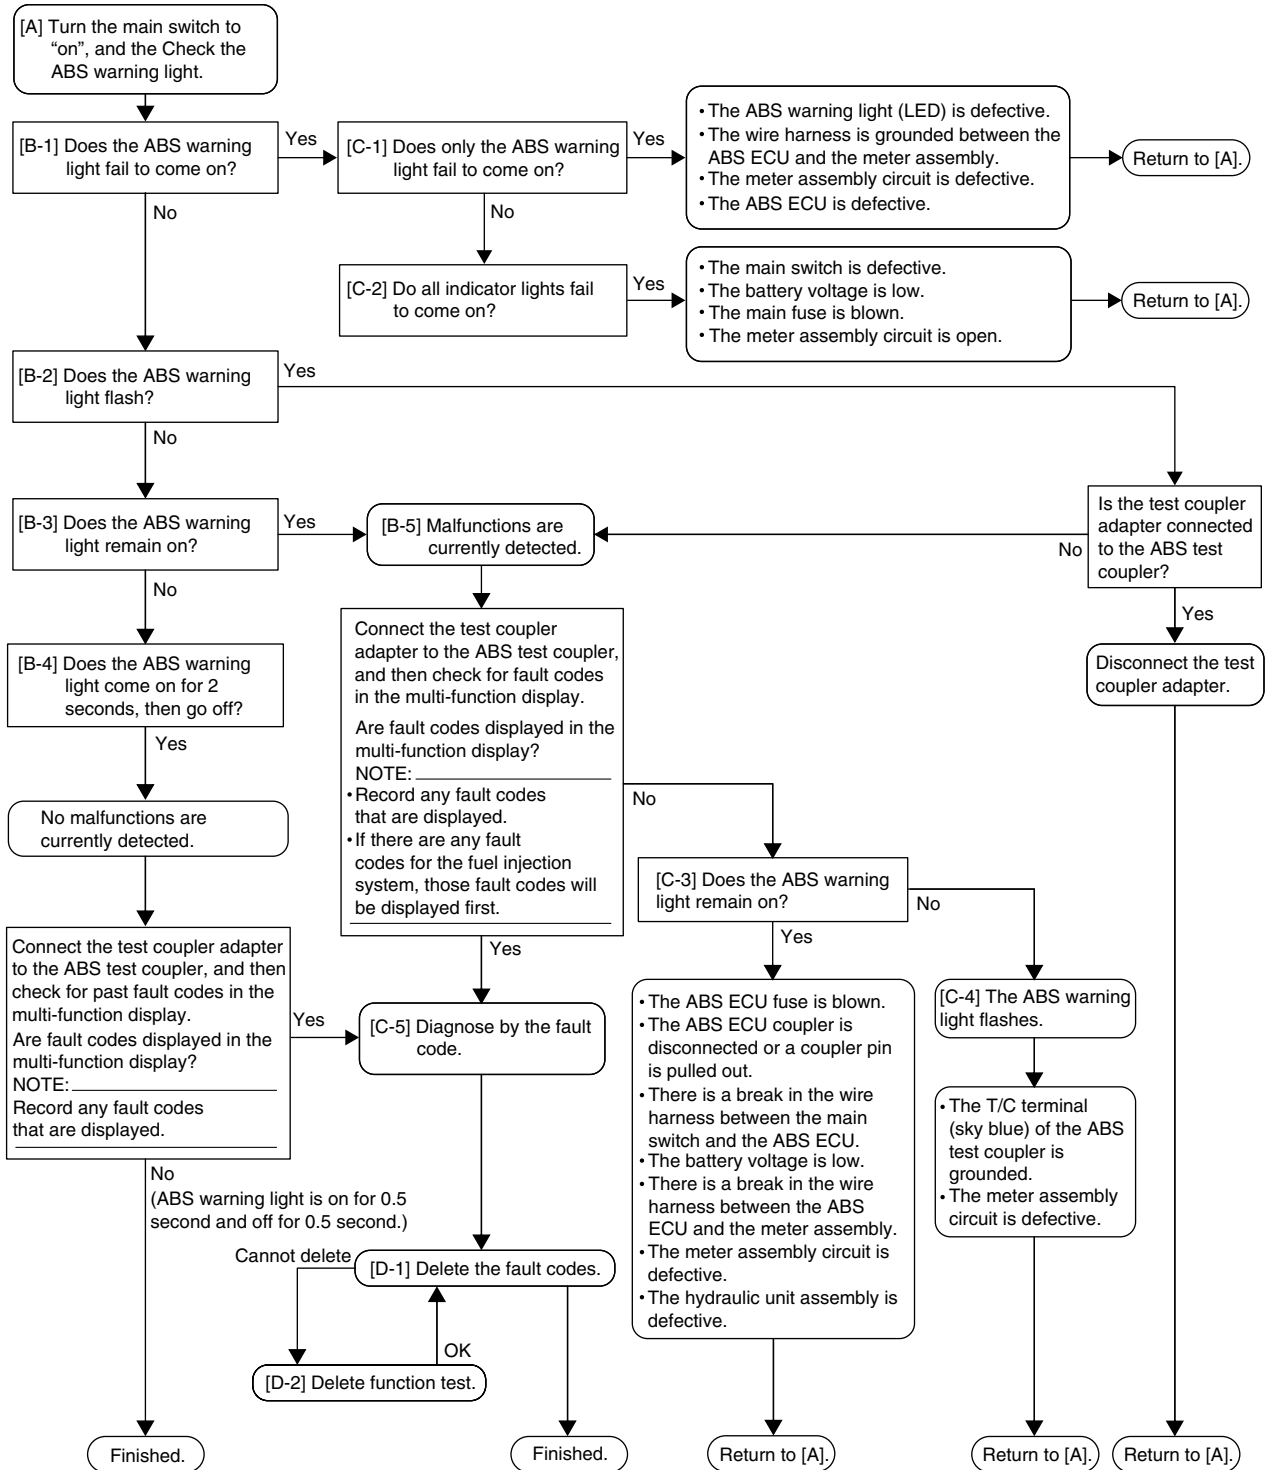 [A] Turn the main switch to
“on”, and the Check the
ABS warning light.
[B-1] Does the ABS warning
light fail to come on?
Yes
[C-1] Does only the ABS warning
light fail to come on?
Yes
• The ABS warning light (LED) is defective.
• The wire harness is grounded between the
ABS ECU and the meter assembly.
• The meter assembly circuit is defective.
• The ABS ECU is defective.
Return to [A].
No
No
[C-2] Do all indicator lights fail
to come on?
Yes
• The main switch is defective.
• The battery voltage is low.
• The main fuse is blown.
• The meter assembly circuit is open.
Return to [A].
[B-2] Does the ABS warning
light flash?
Yes
No
[B-3] Does the ABS warning
light remain on?
Yes
[B-5] Malfunctions are
currently detected.
Is the test coupler
adapter connected
to the ABS test
coupler?
No
Yes
Disconnect the test
coupler adapter.
No
[B-4] Does the ABS warning
light come on for 2
seconds, then go off?
Yes
No malfunctions are
currently detected.
Connect the test coupler
adapter to the ABS test coupler,
and then check for fault codes
in the multi-function display.
Are fault codes displayed in the
multi-function display?
NOTE:
• Record any fault codes
that are displayed.
• If there are any fault
codes for the fuel injection
system, those fault codes will
be displayed first.
No
Yes
[C-3] Does the ABS warning
light remain on?
No
Yes
Connect the test coupler adapter
to the ABS test coupler, and then
check for past fault codes in the
multi-function display.
Are fault codes displayed in the
multi-function display?
NOTE:
Record any fault codes
that are displayed.
Yes
[C-5] Diagnose by the fault
code.
• The ABS ECU fuse is blown.
• The ABS ECU coupler is
disconnected or a coupler pin
is pulled out.
• There is a break in the wire
harness between the main
switch and the ABS ECU.
• The battery voltage is low.
• There is a break in the wire
harness between the ABS
ECU and the meter assembly.
• The meter assembly circuit is
defective.
• The hydraulic unit assembly is
defective.
[C-4] The ABS warning
light flashes.
• The T/C terminal
(sky blue) of the ABS
test coupler is
grounded.
• The meter assembly
circuit is defective.
No
(ABS warning light is on for 0.5
second and off for 0.5 second.)
Cannot delete
[D-1] Delete the fault codes.
OK
[D-2] Delete function test.
Finished.
Finished.
Return to [A].
Return to [A].
Return to [A].